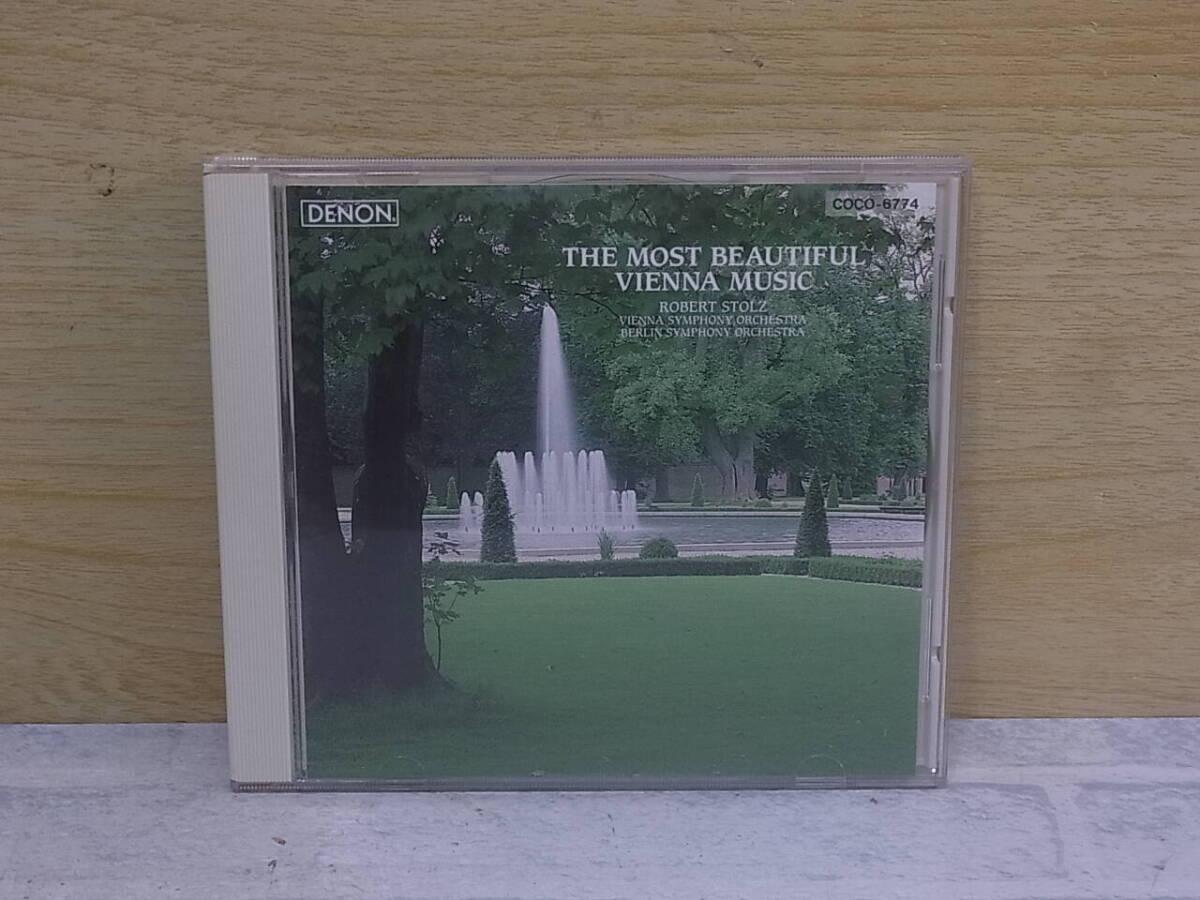 DENON.
COCO-6774
THE MOST BEAUTIFUL
VIENNA MUSIC
ROBERT STOLZ
VIENNA SYMPHONY ORCHESTRA
BERLIN SYMPHONY ORCHESTRA